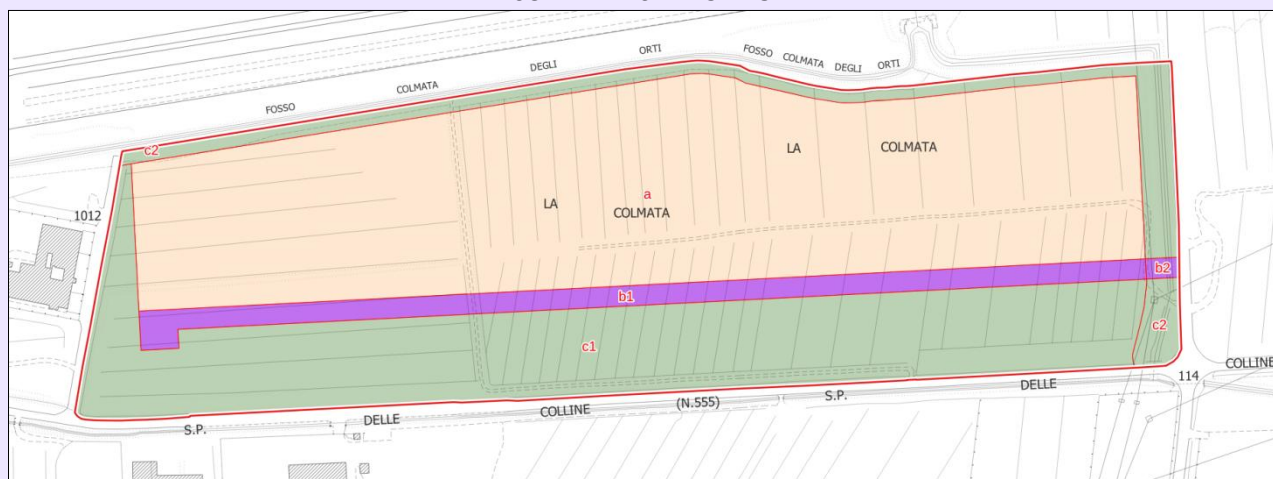 FOSSO COLMATA DEGLI ORTI FOSSO COLMATA DEGLI ORTI
c2
LA COLMATA
1012
a
LA
COLMATA
b2
b1
c2
c1
COLLINE
114
DELLE
S.P.
(N.555)
COLLINE
DELLE
S.P.